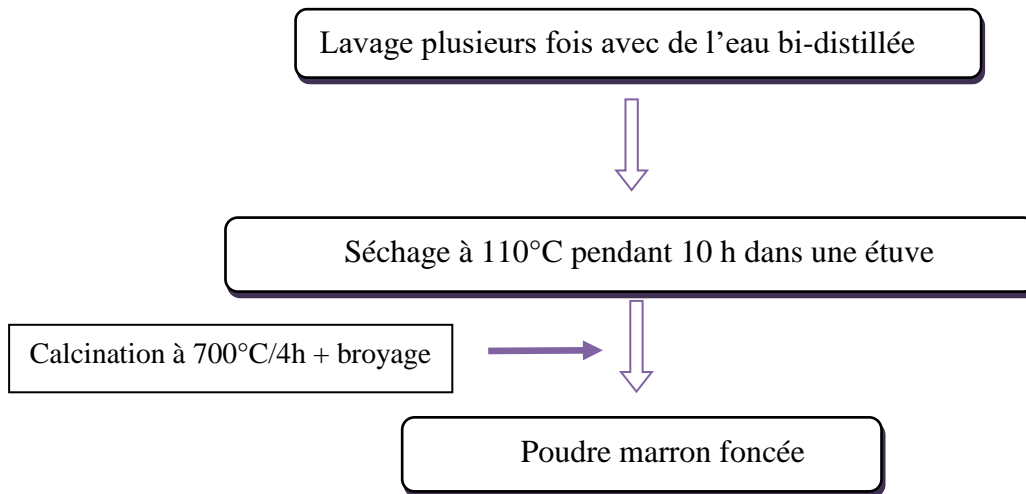 Lavage plusieurs fois avec de l’eau bi-distillée
Séchage à 110°C pendant 10 h dans une étuve
Calcination à 700°C/4h + broyage
Poudre marron foncée